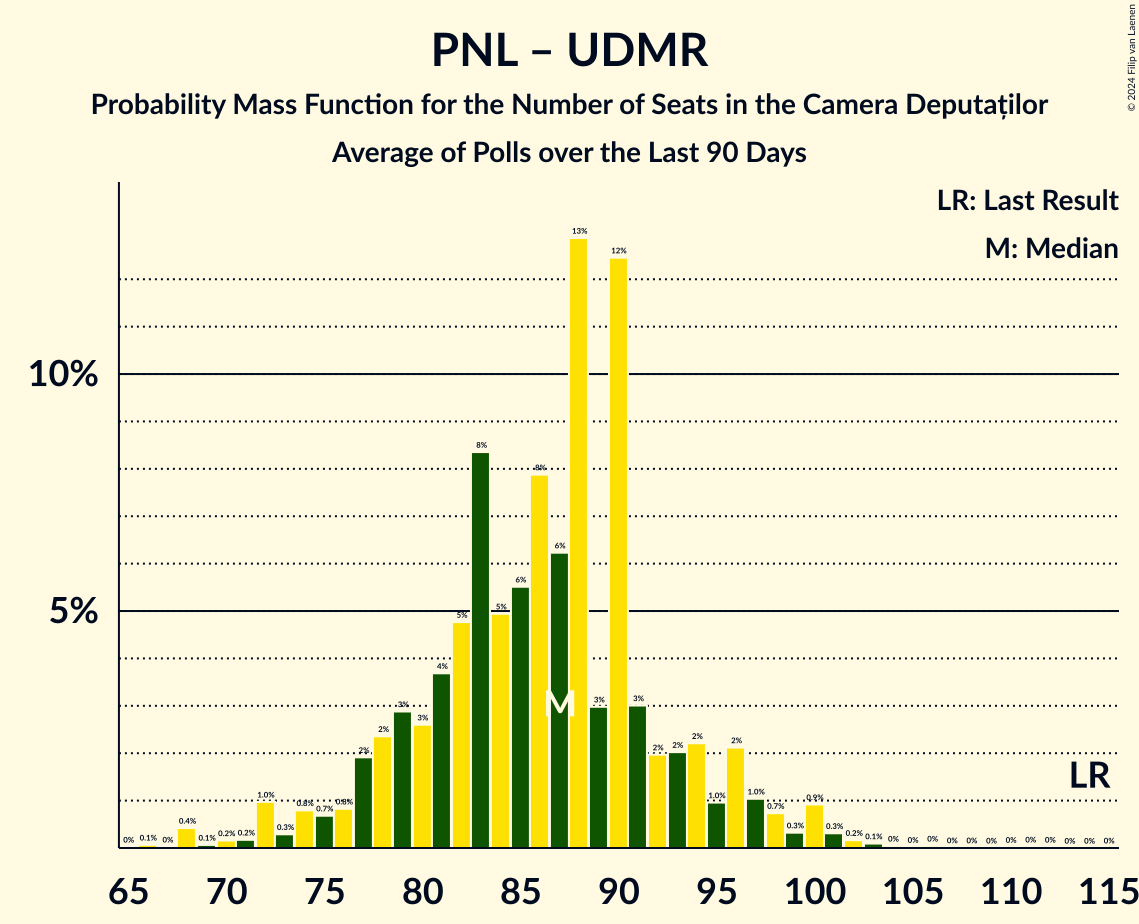 PNL – UDMR
Probability Mass Function for the Number of Seats in the Camera Deputaților
Average of Polls over the Last 90 Days
© 2024 Filip van Laenen
LR: Last Result
M: Median
10%
5%
0% 0.1% 0% 0.4% 0.1% 0.2% 0.2% 1.0% 0.3% 0.8% 0.7% 0.8% 2% 2% 3% 3% 4% 5% 8% 5% 6% 8% 6% 13% 3% 12% 3% 2% 2% 2% 1.0% 2% 1.0% 0.7% 0.3% 0.9% 0.3% 0.2% 0.1% 0% 0% 0% 0% 0% 0% 0% 0% 0% 0% 0% 0%
M
LR
65 70 75 80 85 90 95 100 105 110 115